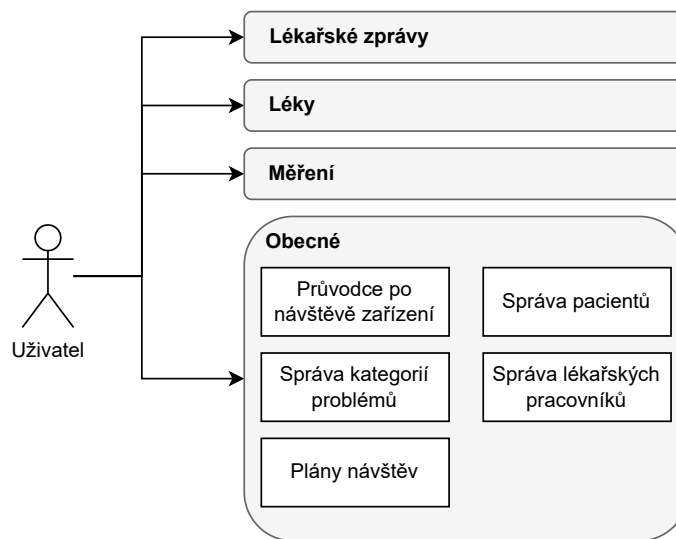 Lékařské zprávy
Léky
Měření
Obecné
Průvodce po
návštěvě zařízení
Správa pacientů
Uživatel
Správa kategorií
problémů
Správa lékařských
pracovníků
Plány návštěv